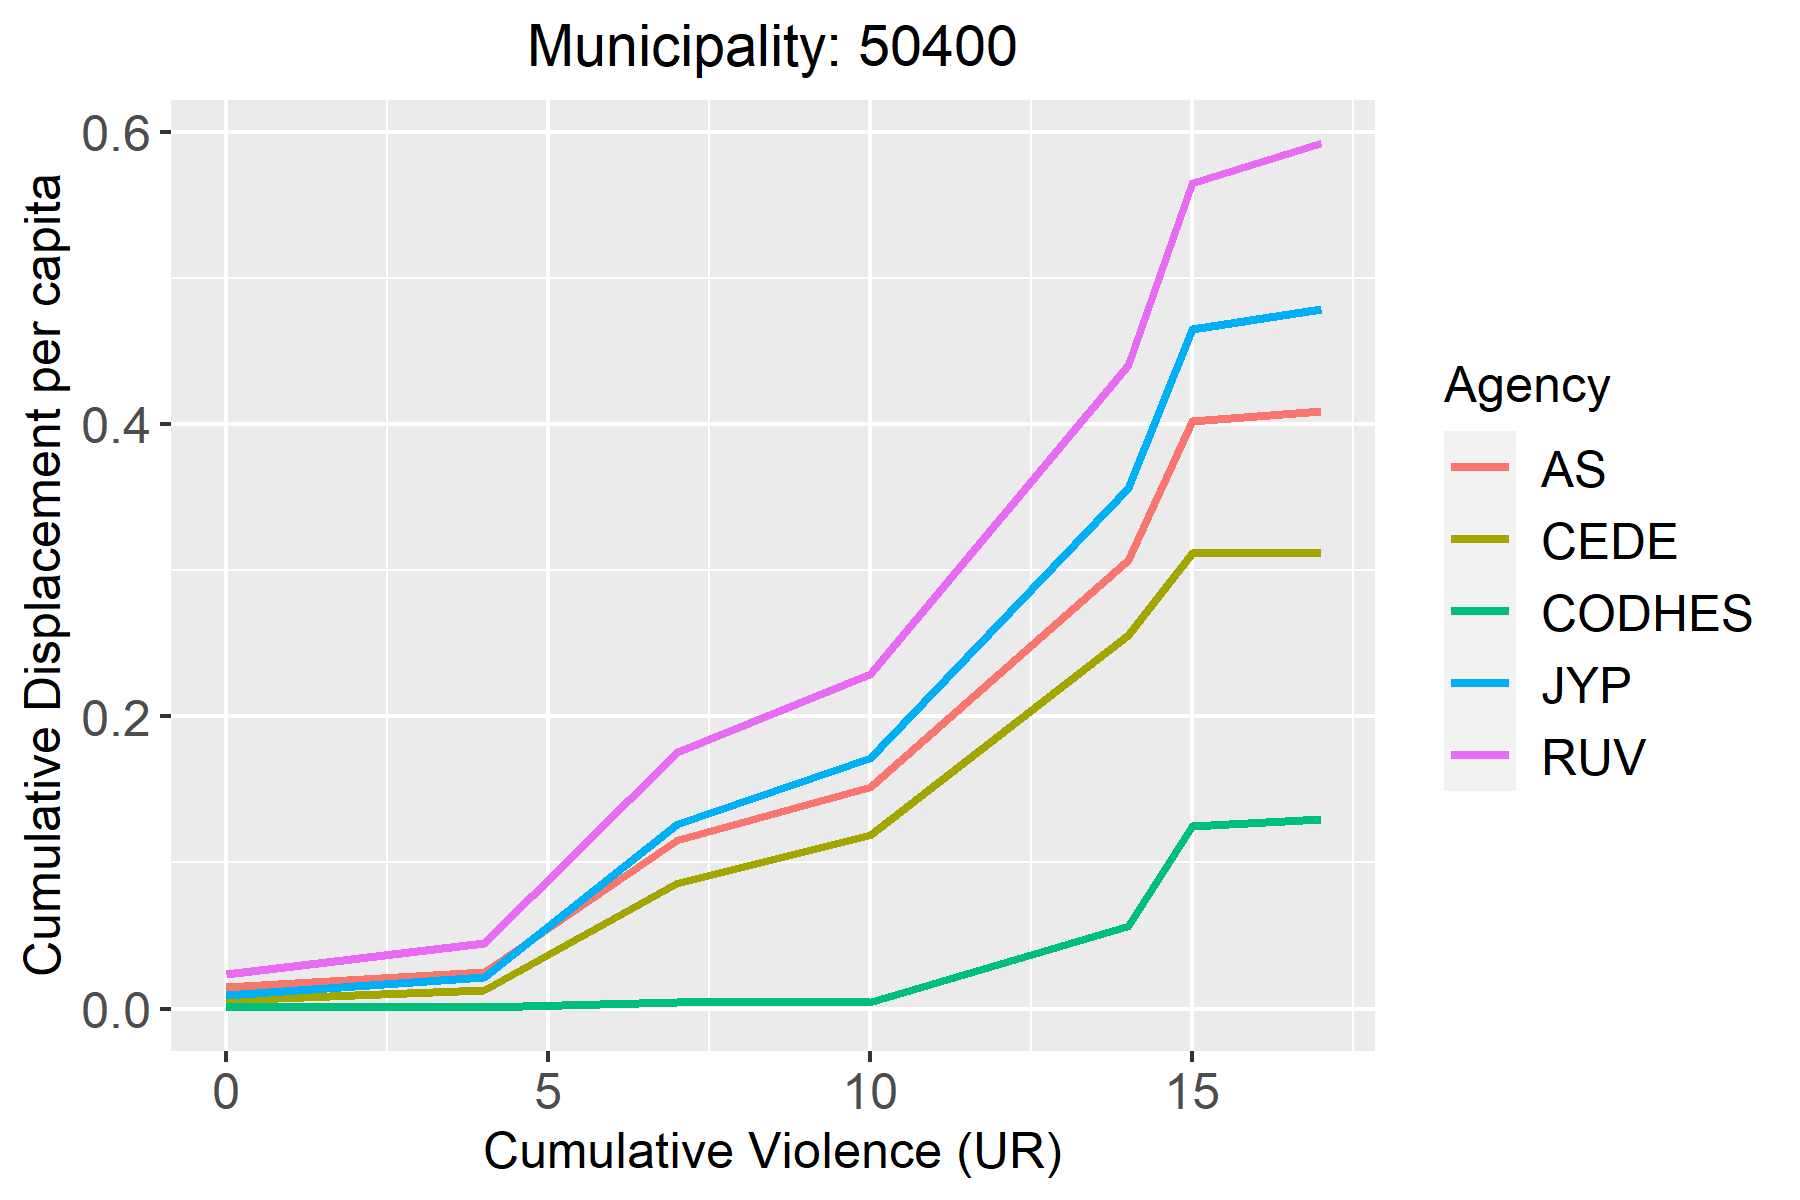 Municipality: 50400
Cumulative Displacement per capita
0.6
0.4
0.2
0.0
0
5
10
15
Cumulative Violence (UR)
Agency
AS
CEDE
CODHES
JYP
RUV